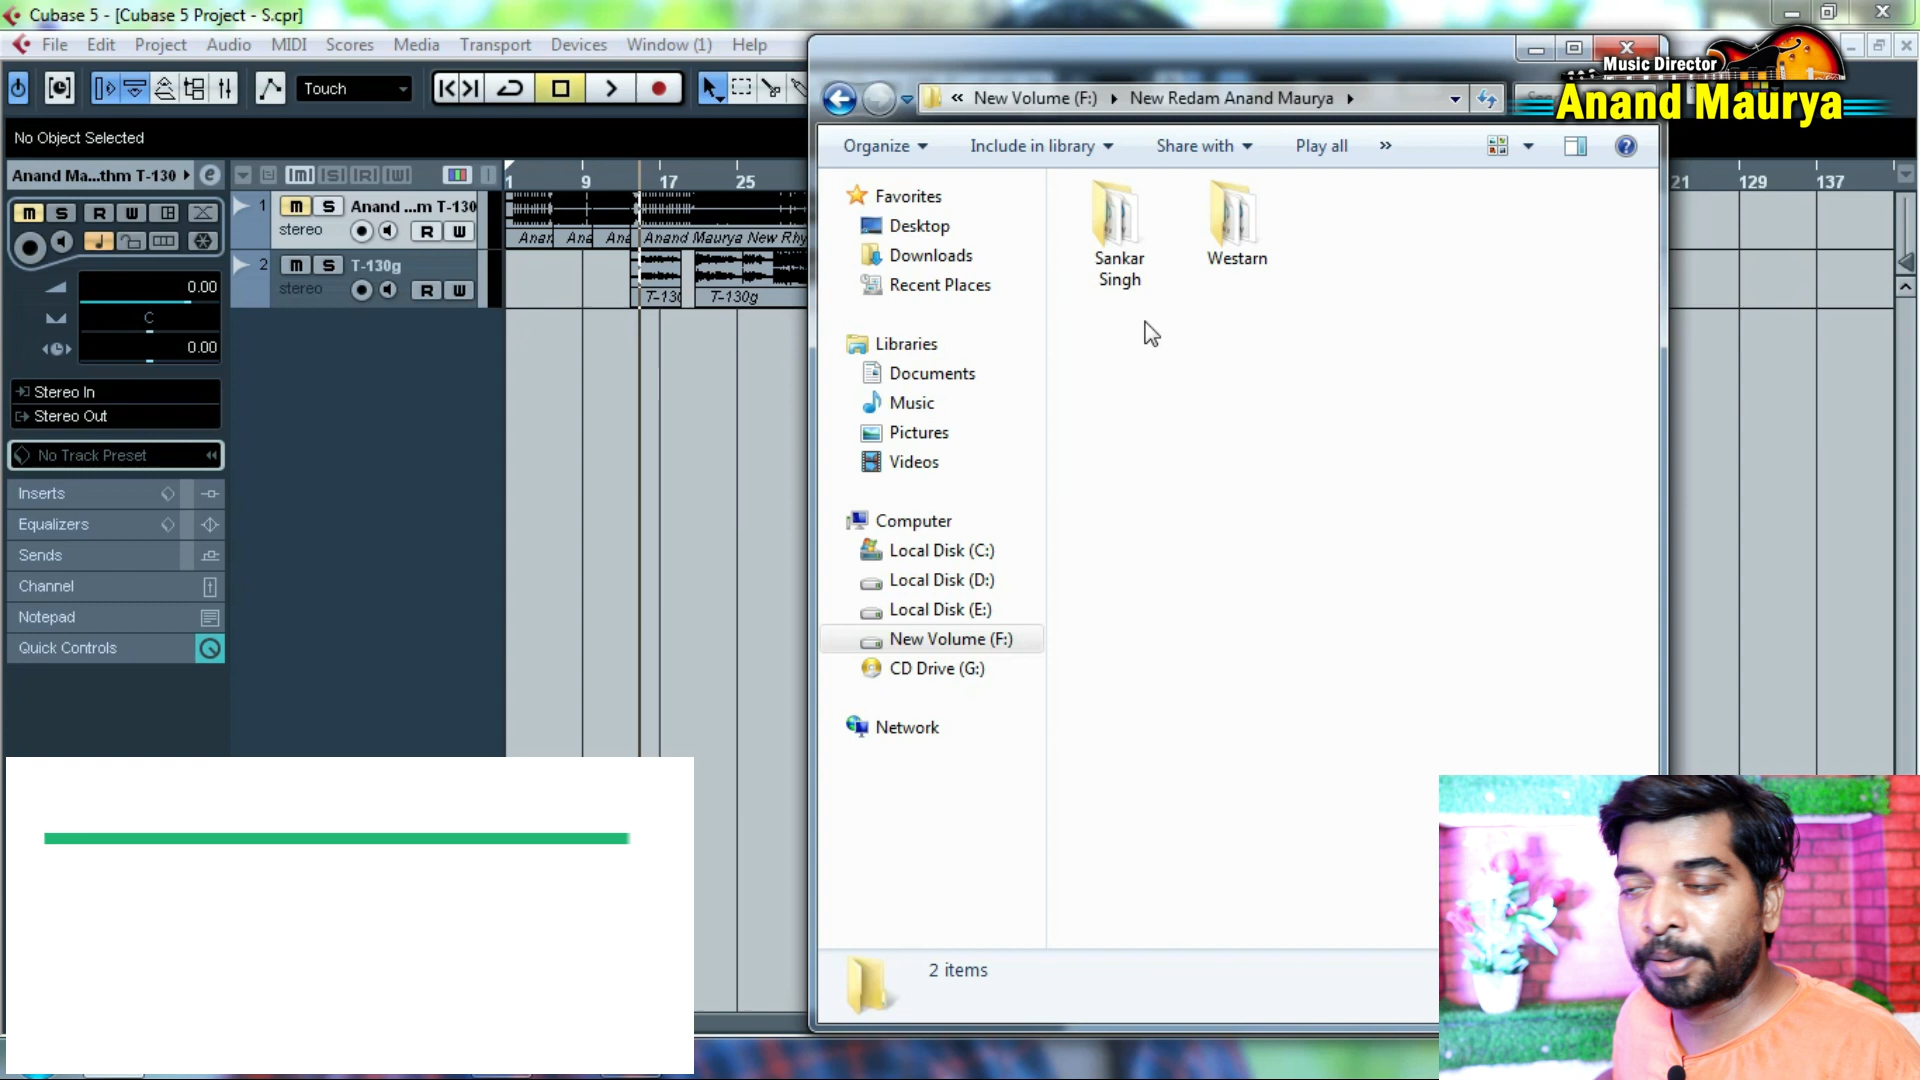 Cubase 5 - [Cubase 5 Project - S.cpr]
File Edit Project Audio MIDI Scores Media Transport Devices Window (1) Help
Touch
No Object Selected
Anand Ma...thm T-130
M S R W
0.00
C
0.00
Stereo In
Stereo Out
No Track Preset
Inserts
Equalizers
Sends
Channel
Notepad
Quick Controls
1 9 17 25
1 M S Anand ...m T-130
stereo R W
Anand Maurya New Rhy
2 M S T-130g
stereo R W
T-130g
129 137
Music Director
Anand Maurya
« New Volume (F:) New Redam Anand Maurya
Organize Include in library Share with Play all »
Favorites
Desktop
Downloads
Recent Places
Libraries
Documents
Music
Pictures
Videos
Computer
Local Disk (C:)
Local Disk (D:)
Local Disk (E:)
New Volume (F:)
CD Drive (G:)
Network
Sankar
Singh
Westarn
2 items